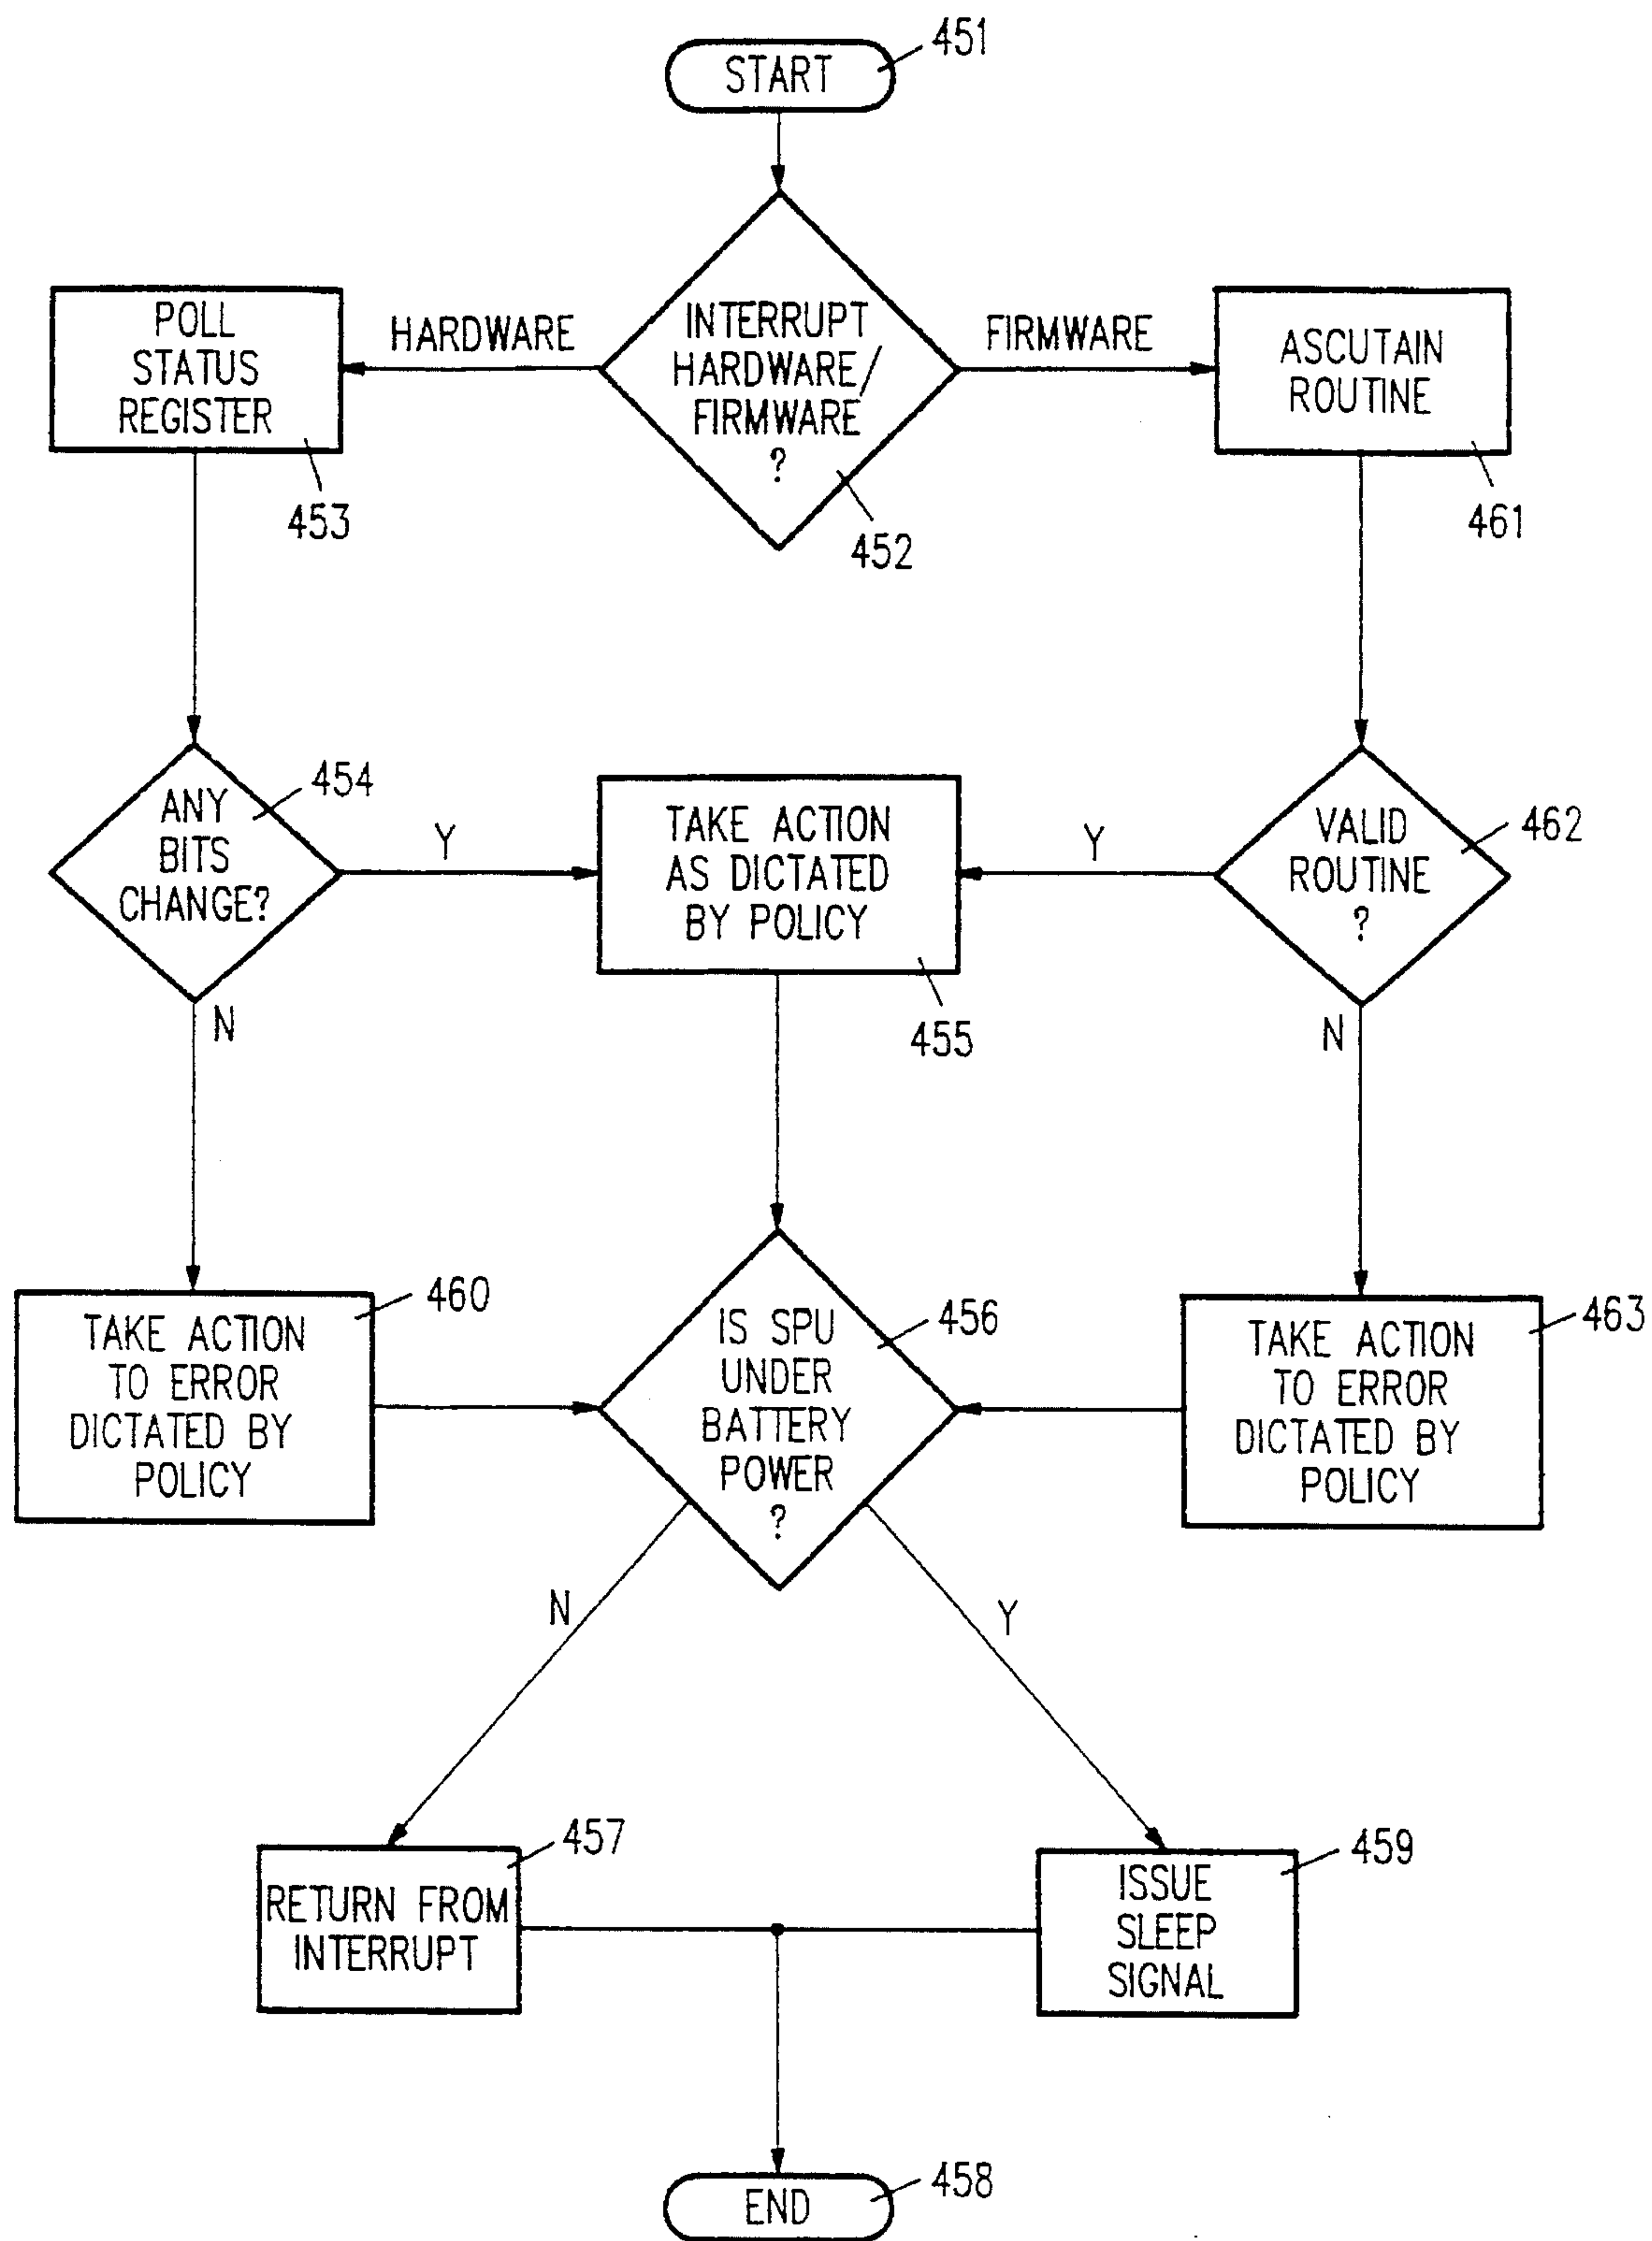 START
451
INTERRUPT
HARDWARE/
FIRMWARE
?
452
HARDWARE
FIRMWARE
POLL
STATUS
REGISTER
453
ASCUTAIN
ROUTINE
461
ANY
BITS
CHANGE?
454
Y
N
TAKE ACTION
AS DICTATED
BY POLICY
455
VALID
ROUTINE
?
462
Y
N
TAKE ACTION
TO ERROR
DICTATED BY
POLICY
460
IS SPU
UNDER
BATTERY
POWER
?
456
TAKE ACTION
TO ERROR
DICTATED BY
POLICY
463
N
Y
RETURN FROM
INTERRUPT
457
ISSUE
SLEEP
SIGNAL
459
END
458